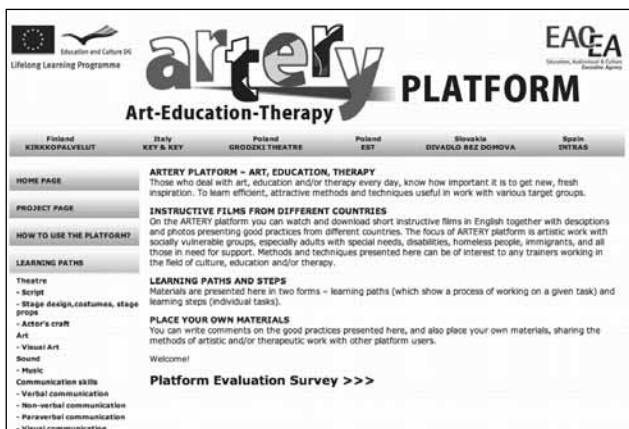 Education and Culture DG
Lifelong Learning Programme
artery
Art-Education-Therapy
PLATFORM
EACEA
Education, Audiovisual & Culture
Executive Agency
Finland
KIRKKOPALVELUT
Italy
KEY & KEY
Poland
GRODZKI THEATRE
Poland
EST
Slovakia
DIVADLO BEZ DOMOVA
Spain
INTRAS
HOME PAGE
PROJECT PAGE
HOW TO USE THE PLATFORM?
LEARNING PATHS
Theatre
- Script
- Stage design,costumes, stage
props
- Actor's craft
Art
- Visual Art
Sound
- Music
Communication skills
- Verbal communication
- Non-verbal communication
- Paraverbal communication
- Visual communication
ARTERY PLATFORM – ART, EDUCATION, THERAPY
Those who deal with art, education and/or therapy every day, know how important it is to get new, fresh
inspiration. To learn efficient, attractive methods and techniques useful in work with various target groups.
INSTRUCTIVE FILMS FROM DIFFERENT COUNTRIES
On the ARTERY platform you can watch and download short instructive films in English together with desciptions
and photos presenting good practices from different countries. The focus of ARTERY platform is artistic work with
socially vulnerable groups, especially adults with special needs, disabilities, homeless people, immigrants, and all
those in need for support. Methods and techniques presented here can be of interest to any trainers working in
the field of culture, education and/or therapy.
LEARNING PATHS AND STEPS
Materials are presented here in two forms – learning paths (which show a process of working on a given task) and
learning steps (individual tasks).
PLACE YOUR OWN MATERIALS
You can write comments on the good practices presented here, and also place your own materials, sharing the
methods of artistic and/or therapeutic work with other platform users.
Welcome!
Platform Evaluation Survey >>>